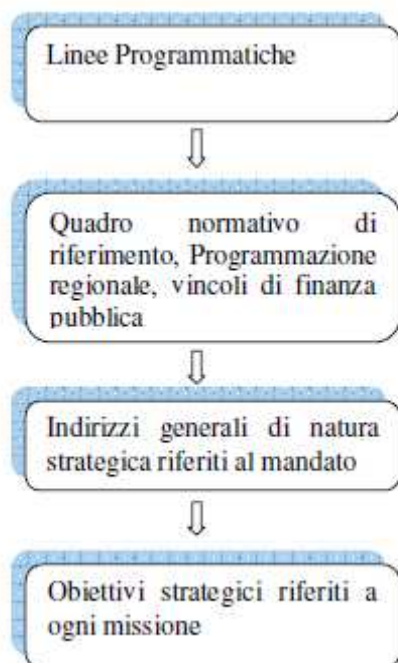 Linee Programmatiche
Quadro normativo di
riferimento, Programmazione
regionale, vincoli di finanza
pubblica
Indirizzi generali di natura
strategica riferiti al mandato
Obiettivi strategici riferiti a
ogni missione